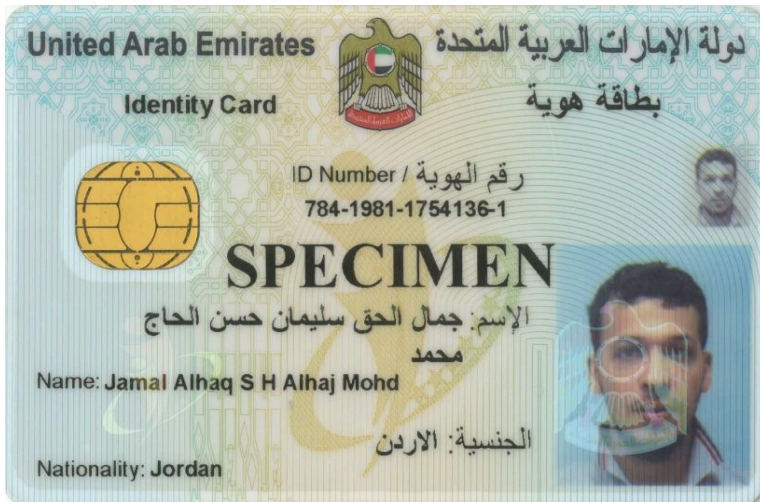 United Arab Emirates
دولة الإمارات العربية المتحدة
Identity Card
بطاقة هوية
ID Number / رقم الهوية
784-1981-1754136-1
SPECIMEN
الإسم: جمال الحق سليمان حسن الحاج
محمد
Name: Jamal Alhaq S H Alhaj Mohd
الجنسية: الاردن
Nationality: Jordan